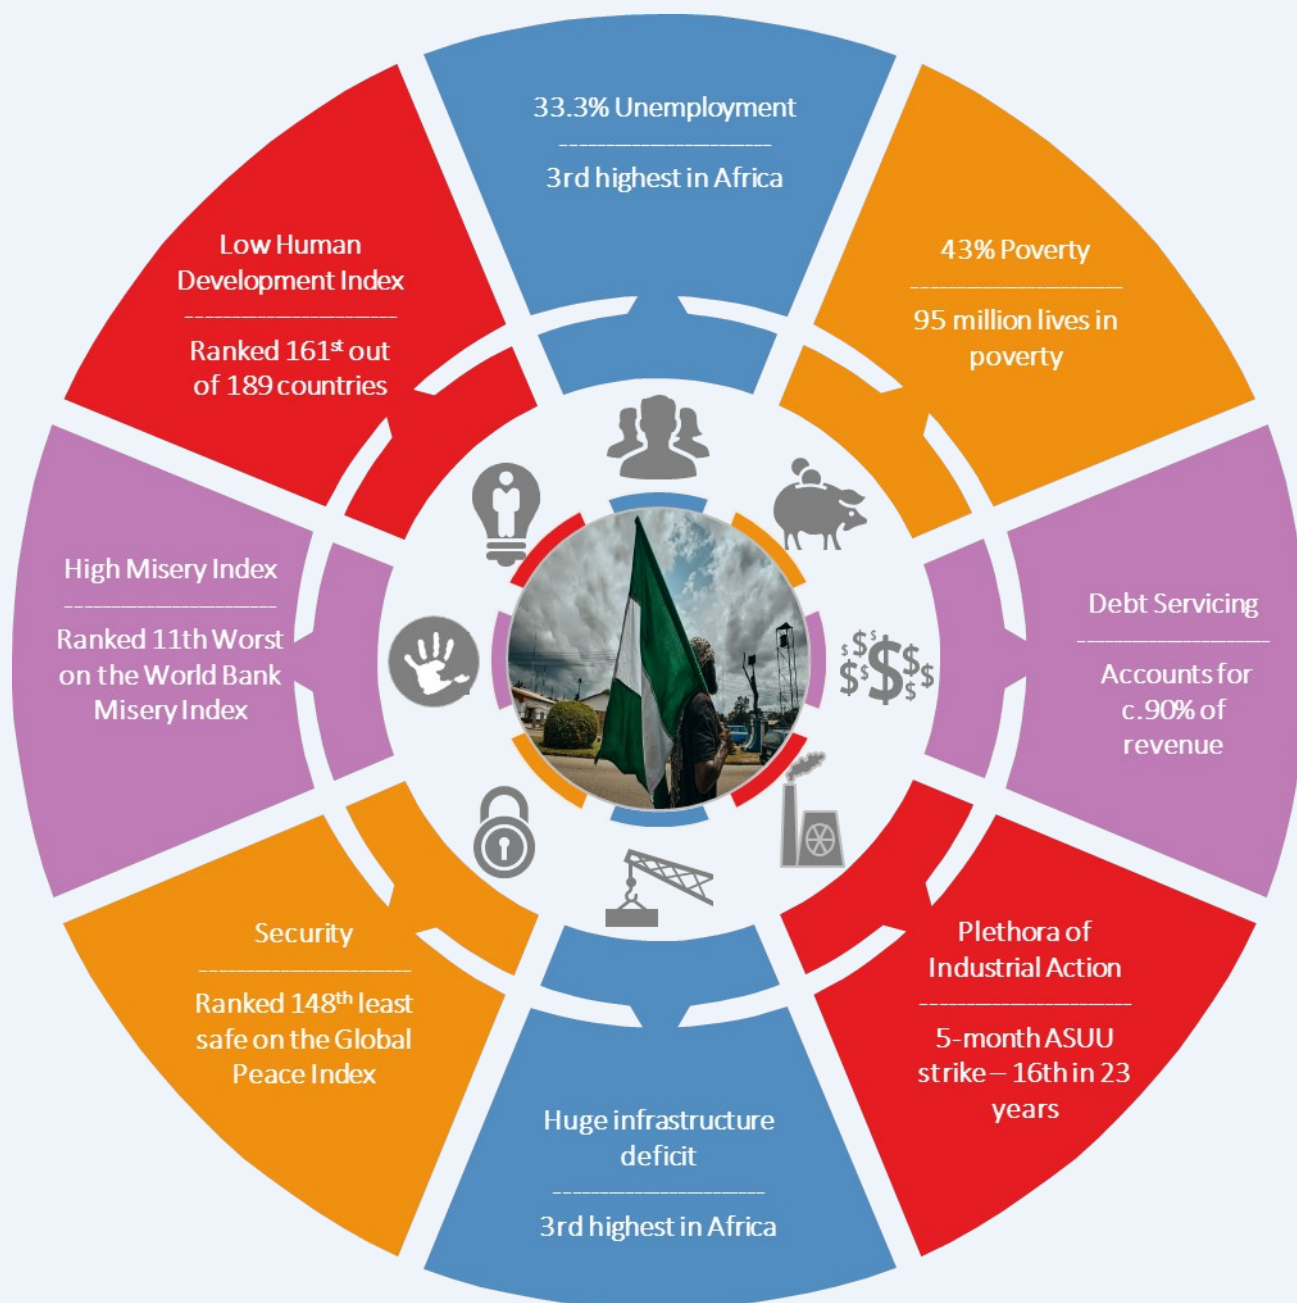 33.3% Unemployment
3rd highest in Africa
43% Poverty
95 million lives in
poverty
Debt Servicing
Accounts for
c.90% of
revenue
Plethora of
Industrial Action
5-month ASUU
strike – 16th in 23
years
Huge infrastructure
deficit
3rd highest in Africa
Security
Ranked 148th least
safe on the Global
Peace Index
High Misery Index
Ranked 11th Worst
on the World Bank
Misery Index
Low Human
Development Index
Ranked 161st out
of 189 countries